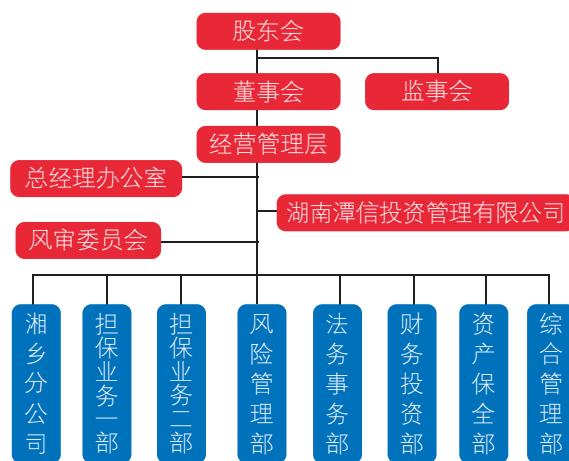 股东会
董事会
监事会
经营管理层
总经理办公室
湖南潭信投资管理有限公司
风审委员会
湘乡分公司
担保业务一部
担保业务二部
风险管理部
法务事务部
财务投资部
资产保全部
综合管理部